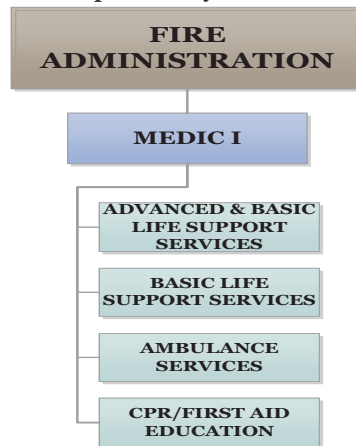 FIRE
ADMINISTRATION
MEDIC I
ADVANCED & BASIC
LIFE SUPPORT
SERVICES
BASIC LIFE
SUPPORT SERVICES
AMBULANCE
SERVICES
CPR/FIRST AID
EDUCATION